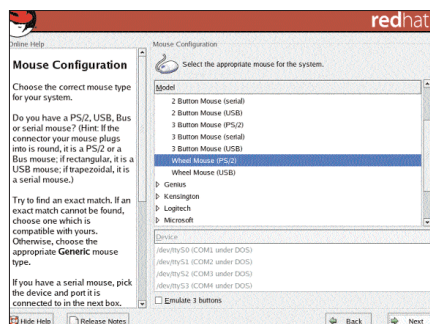 redhat
Online Help
Mouse Configuration
Choose the correct mouse type
for your system.
Do you have a PS/2, USB, Bus
or serial mouse? (Hint: If the
connector your mouse plugs
into is round, it is a PS/2 or a
Bus mouse; if rectangular, it is a
USB mouse; if trapezoidal, it is
a serial mouse.)
Try to find an exact match. If an
exact match cannot be found,
choose one which is
compatible with yours.
Otherwise, choose the
appropriate Generic mouse
type.
If you have a serial mouse, pick
the device and port it is
connected to in the next box.
Mouse Configuration
Select the appropriate mouse for the system.
Model
2 Button Mouse (serial)
2 Button Mouse (USB)
3 Button Mouse (PS/2)
3 Button Mouse (serial)
3 Button Mouse (USB)
Wheel Mouse (PS/2)
Wheel Mouse (USB)
Genius
Kensington
Logitech
Microsoft
Device
/dev/ttyS0 (COM1 under DOS)
/dev/ttyS1 (COM2 under DOS)
/dev/ttyS2 (COM3 under DOS)
/dev/ttyS3 (COM4 under DOS)
Emulate 3 buttons
Hide Help
Release Notes
Back
Next